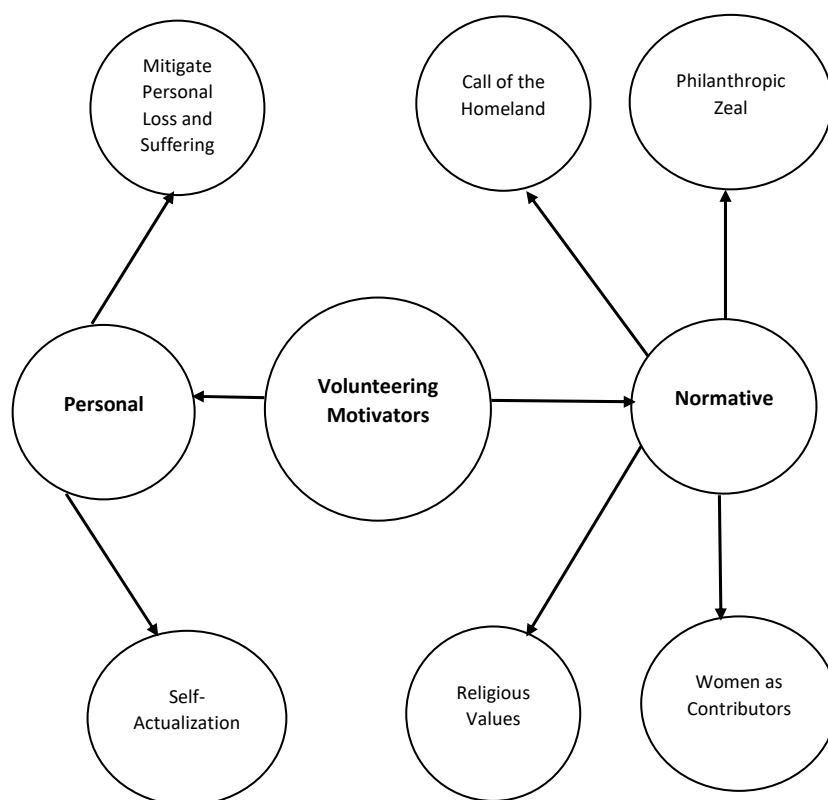 Mitigate
Personal
Loss and
Suffering
Call of the
Homeland
Philanthropic
Zeal
Personal
Volunteering
Motivators
Normative
Self-
Actualization
Religious
Values
Women as
Contributors